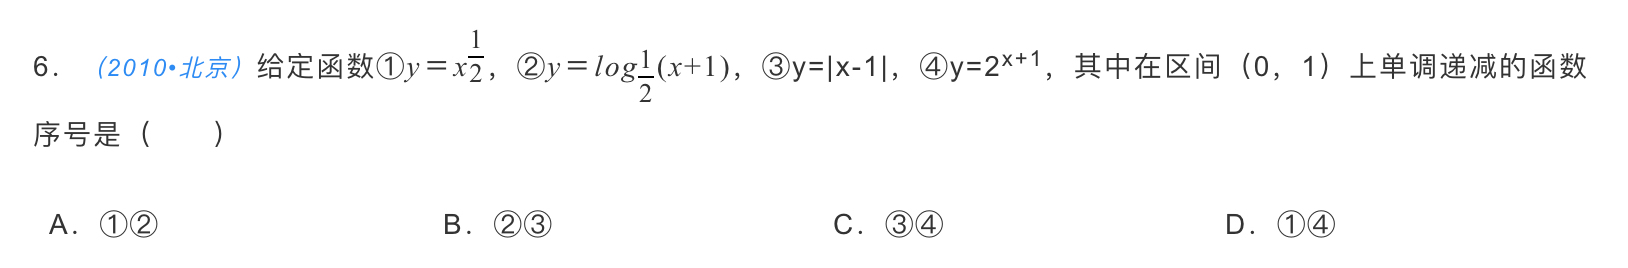 6. （2010•北京）给定函数①y=x^{\frac{1}{2}}，②y=log_{\frac{1}{2}}(x+1)，③y=|x-1|，④y=2^{x+1}，其中在区间（0，1）上单调递减的函数
序号是（　　）
A. ①②　B. ②③　C. ③④　D. ①④